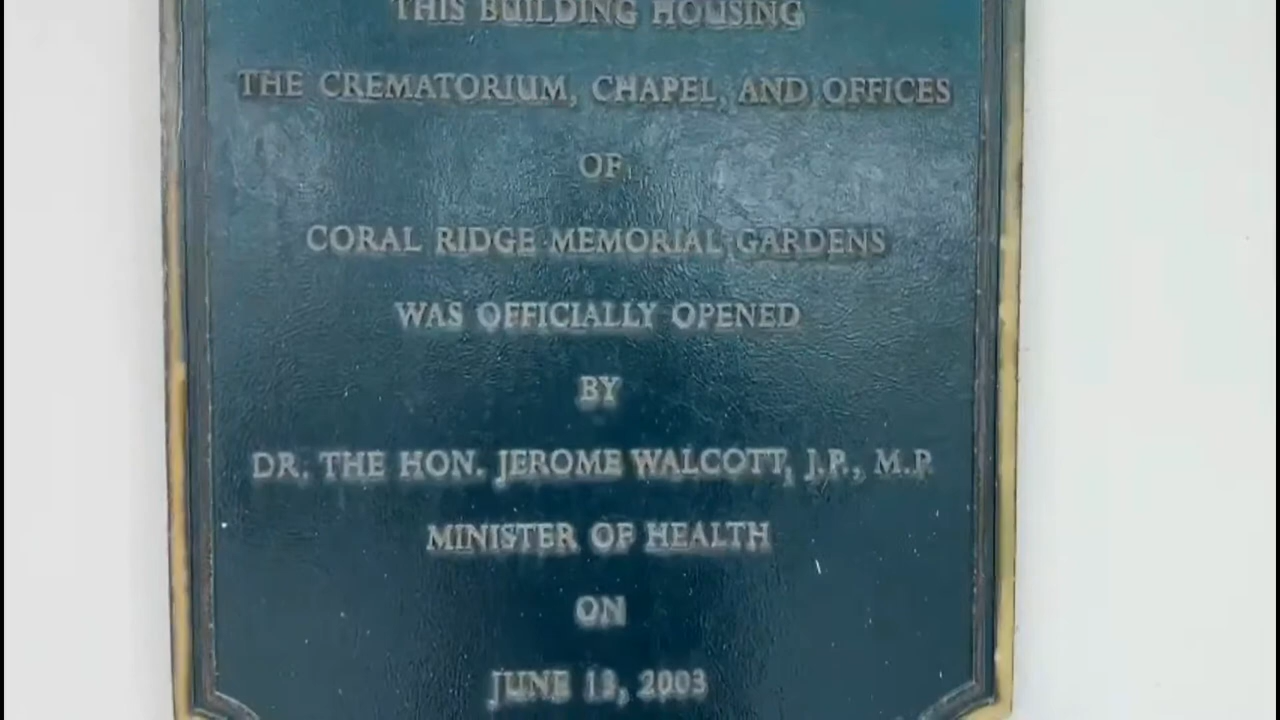 THIS BUILDING HOUSING
THE CREMATORIUM, CHAPEL, AND OFFICES
OF
CORAL RIDGE MEMORIAL GARDENS
WAS OFFICIALLY OPENED
BY
DR. THE HON. JEROME WALCOTT, J.P., M.P.
MINISTER OF HEALTH
ON
JUNE 2003